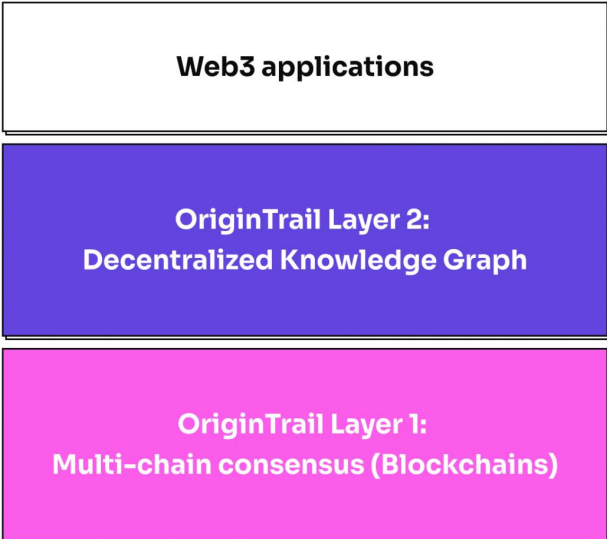 Web3 applications
OriginTrail Layer 2:
Decentralized Knowledge Graph
OriginTrail Layer 1:
Multi-chain consensus (Blockchains)